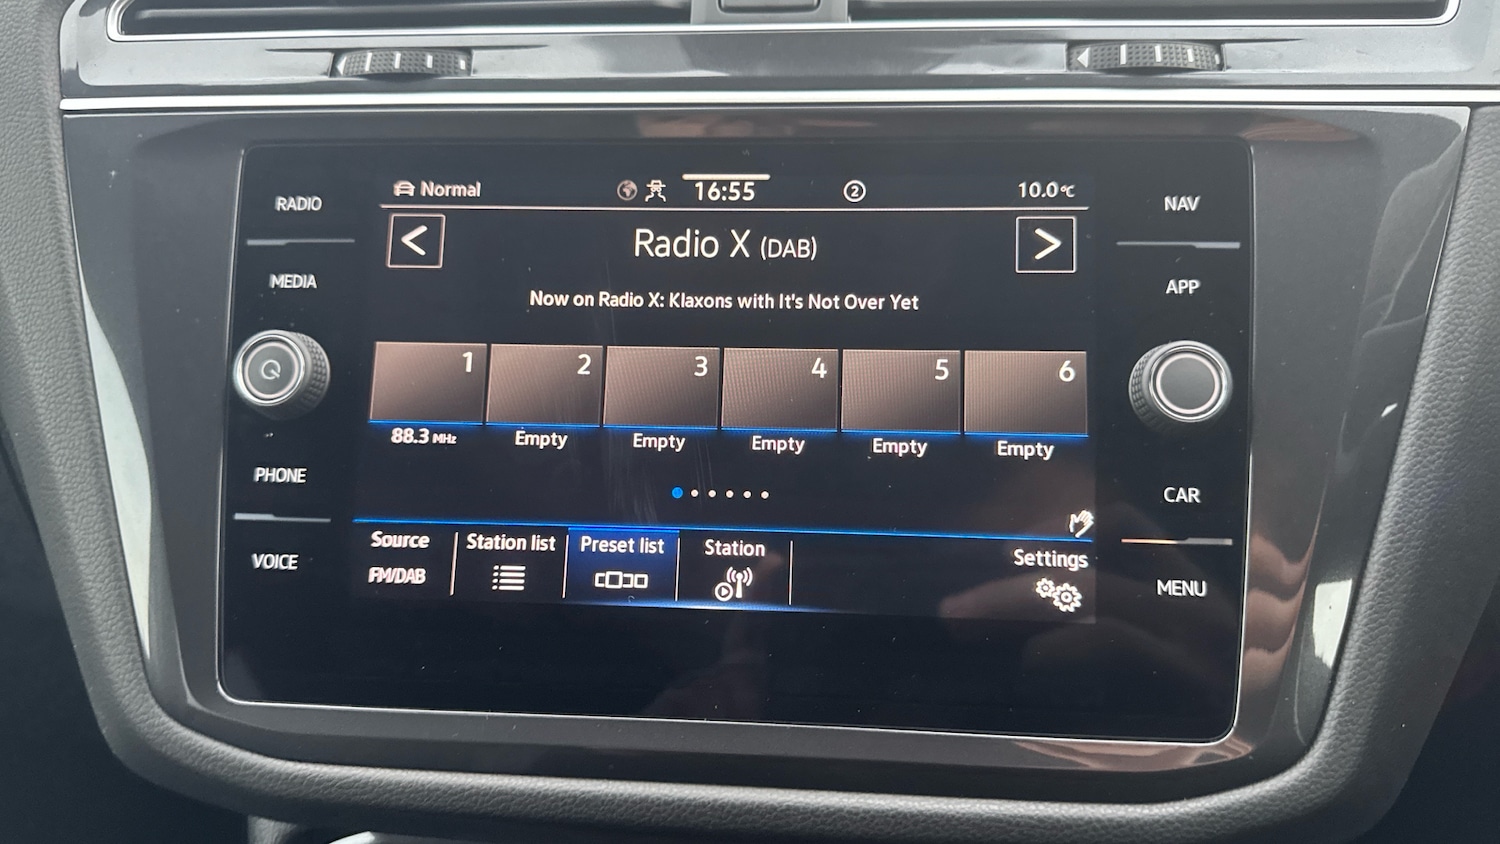 RADIO
MEDIA
PHONE
VOICE
Normal
16:55
2
10.0°C
<
Radio X (DAB)
>
Now on Radio X: Klaxons with It's Not Over Yet
1 2 3 4 5 6
88.3 MHz Empty Empty Empty Empty Empty
Source
FM/DAB
Station list
Preset list
Station
Settings
NAV
APP
CAR
MENU